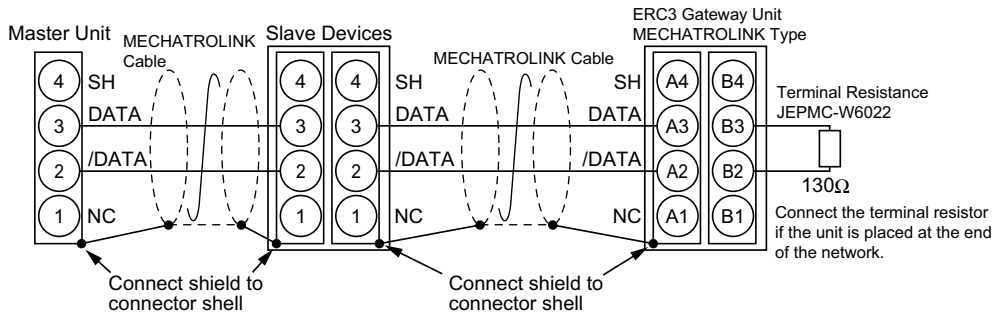 ERC3 Gateway Unit
MECHATROLINK Type
Master Unit
MECHATROLINK
Cable
Slave Devices
MECHATROLINK Cable
4 SH 4 4 SH SH A4 B4
3 DATA 3 3 DATA DATA A3 B3
2 /DATA 2 2 /DATA /DATA A2 B2
1 NC 1 1 NC NC A1 B1
Terminal Resistance
JEPMC-W6022
130Ω
Connect the terminal resistor
if the unit is placed at the end
of the network.
Connect shield to
connector shell
Connect shield to
connector shell